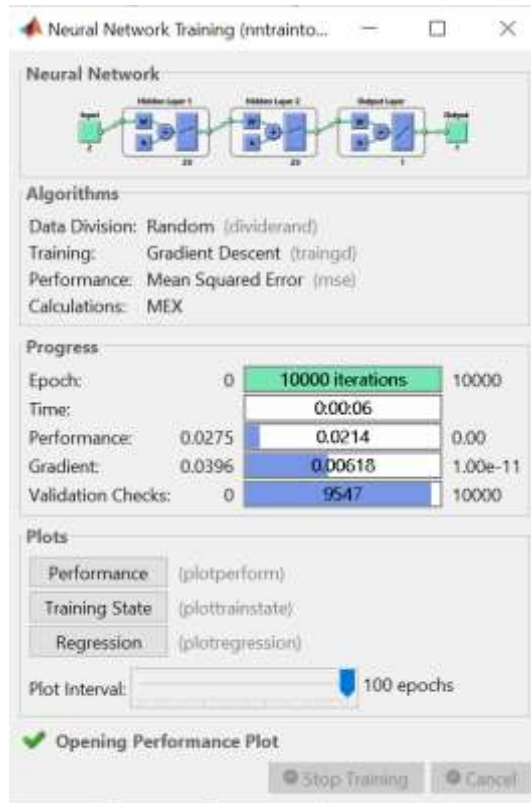 Neural Network Training (nntrainto...
Neural Network
Hidden Layer 1 Hidden Layer 2 Output Layer
Input Output
W W W
b b b
2 20 20 1 1
Algorithms
Data Division: Random (dividerand)
Training: Gradient Descent (traingd)
Performance: Mean Squared Error (mse)
Calculations: MEX
Progress
Epoch: 0 10000 iterations 10000
Time: 0:00:06
Performance: 0.0275 0.0214 0.00
Gradient: 0.0396 0.00618 1.00e-11
Validation Checks: 0 9547 10000
Plots
Performance (plotperform)
Training State (plottrainstate)
Regression (plotregression)
Plot Interval: 100 epochs
Opening Performance Plot
Stop Training Cancel